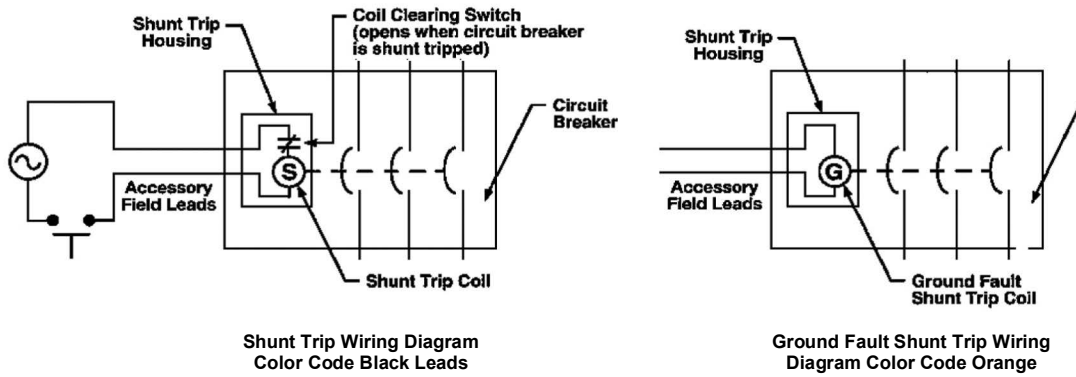 Shunt Trip
Housing
Coil Clearing Switch
(opens when circuit breaker
is shunt tripped)
Circuit
Breaker
S
Accessory
Field Leads
Shunt Trip Coil
Shunt Trip Wiring Diagram
Color Code Black Leads
Shunt Trip
Housing
G
Accessory
Field Leads
Ground Fault
Shunt Trip Coil
Ground Fault Shunt Trip Wiring
Diagram Color Code Orange